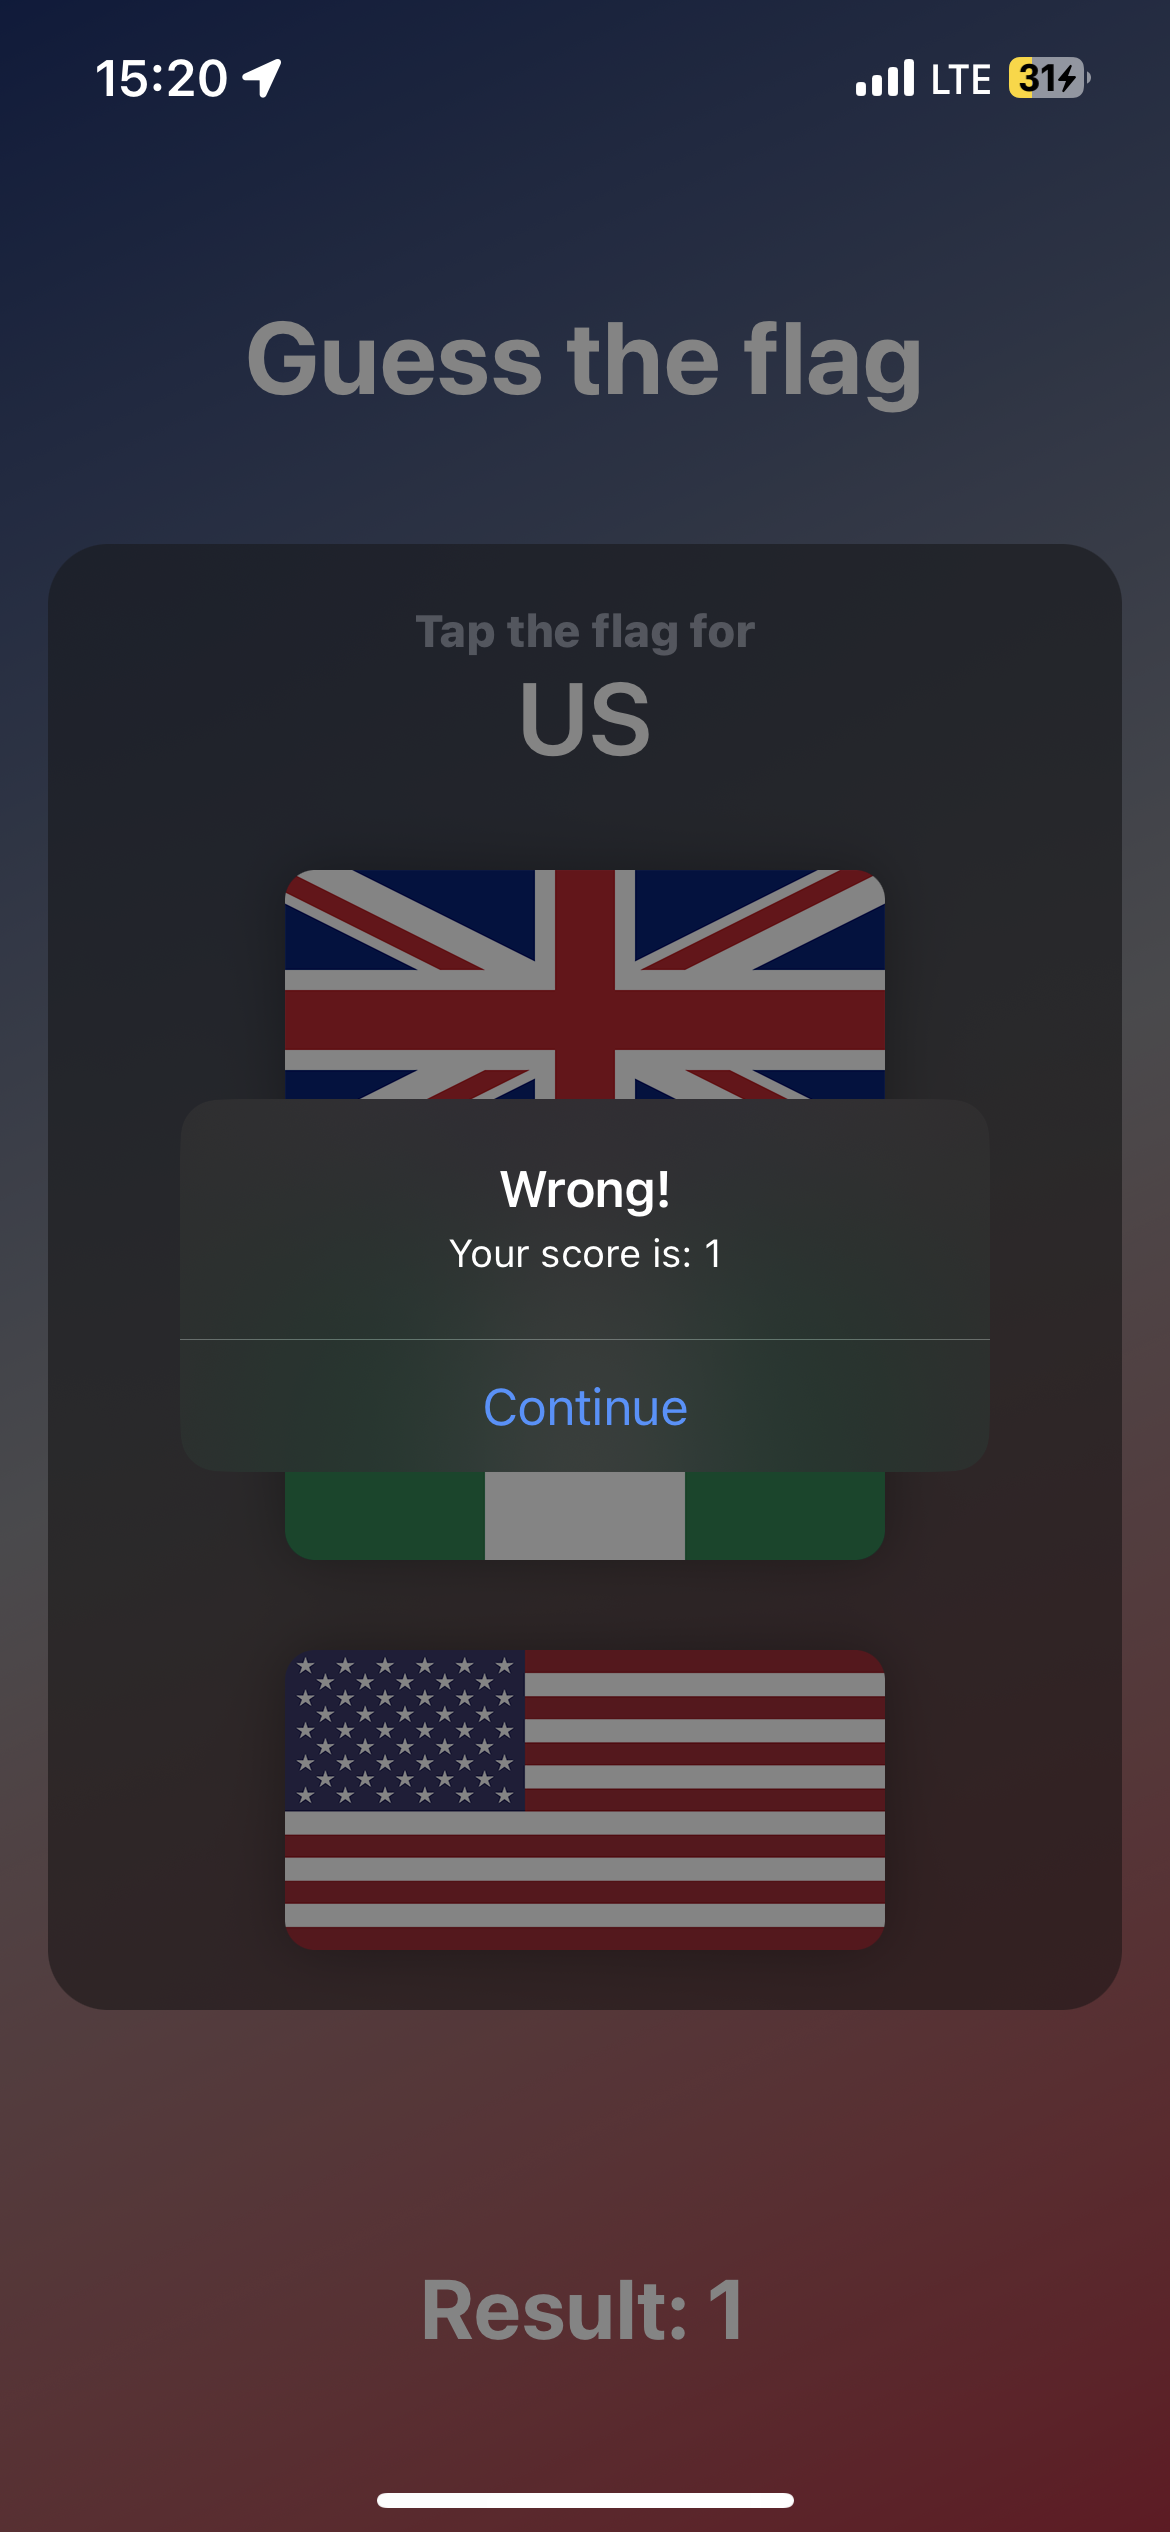 15:20
LTE
31
Guess the flag
Tap the flag for
US
Wrong!
Your score is: 1
Continue
Result: 1